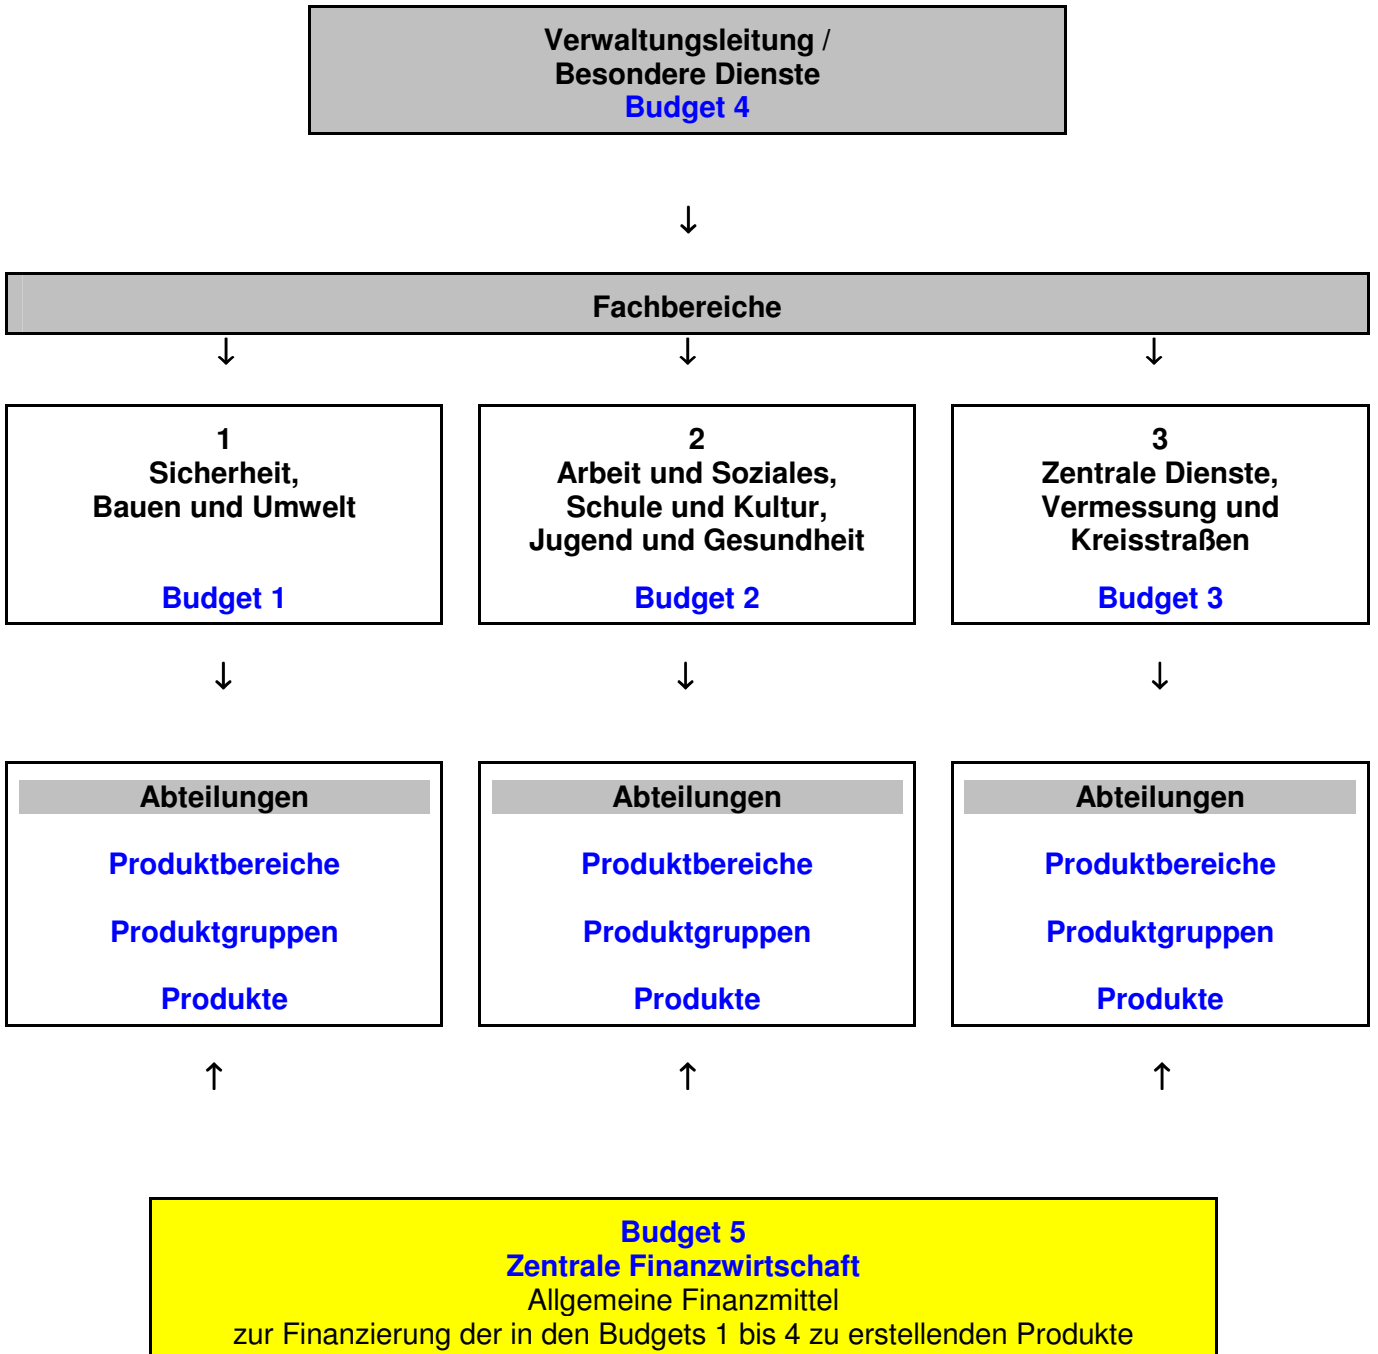 Verwaltungsleitung /
Besondere Dienste
Budget 4
↓
Fachbereiche
↓ ↓ ↓
1
Sicherheit,
Bauen und Umwelt
Budget 1
2
Arbeit und Soziales,
Schule und Kultur,
Jugend und Gesundheit
Budget 2
3
Zentrale Dienste,
Vermessung und
Kreisstraßen
Budget 3
↓ ↓ ↓
Abteilungen
Produktbereiche
Produktgruppen
Produkte
Abteilungen
Produktbereiche
Produktgruppen
Produkte
Abteilungen
Produktbereiche
Produktgruppen
Produkte
↑ ↑ ↑
Budget 5
Zentrale Finanzwirtschaft
Allgemeine Finanzmittel
zur Finanzierung der in den Budgets 1 bis 4 zu erstellenden Produkte